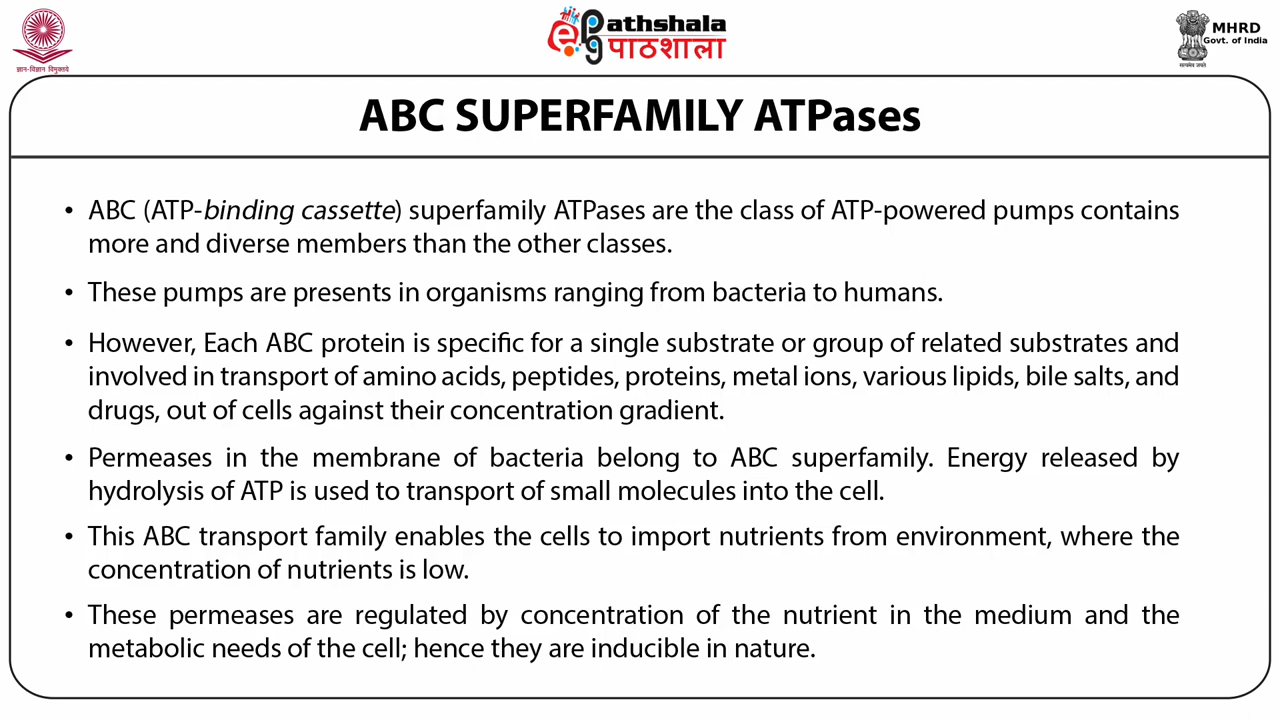 ज्ञान-विज्ञान विमुक्तये
ePathshala
पाठशाला
MHRD
Govt. of India
सत्यमेव जयते
ABC SUPERFAMILY ATPases
• ABC (ATP-binding cassette) superfamily ATPases are the class of ATP-powered pumps contains
more and diverse members than the other classes.
• These pumps are presents in organisms ranging from bacteria to humans.
• However, Each ABC protein is specific for a single substrate or group of related substrates and
involved in transport of amino acids, peptides, proteins, metal ions, various lipids, bile salts, and
drugs, out of cells against their concentration gradient.
• Permeases in the membrane of bacteria belong to ABC superfamily. Energy released by
hydrolysis of ATP is used to transport of small molecules into the cell.
• This ABC transport family enables the cells to import nutrients from environment, where the
concentration of nutrients is low.
• These permeases are regulated by concentration of the nutrient in the medium and the
metabolic needs of the cell; hence they are inducible in nature.